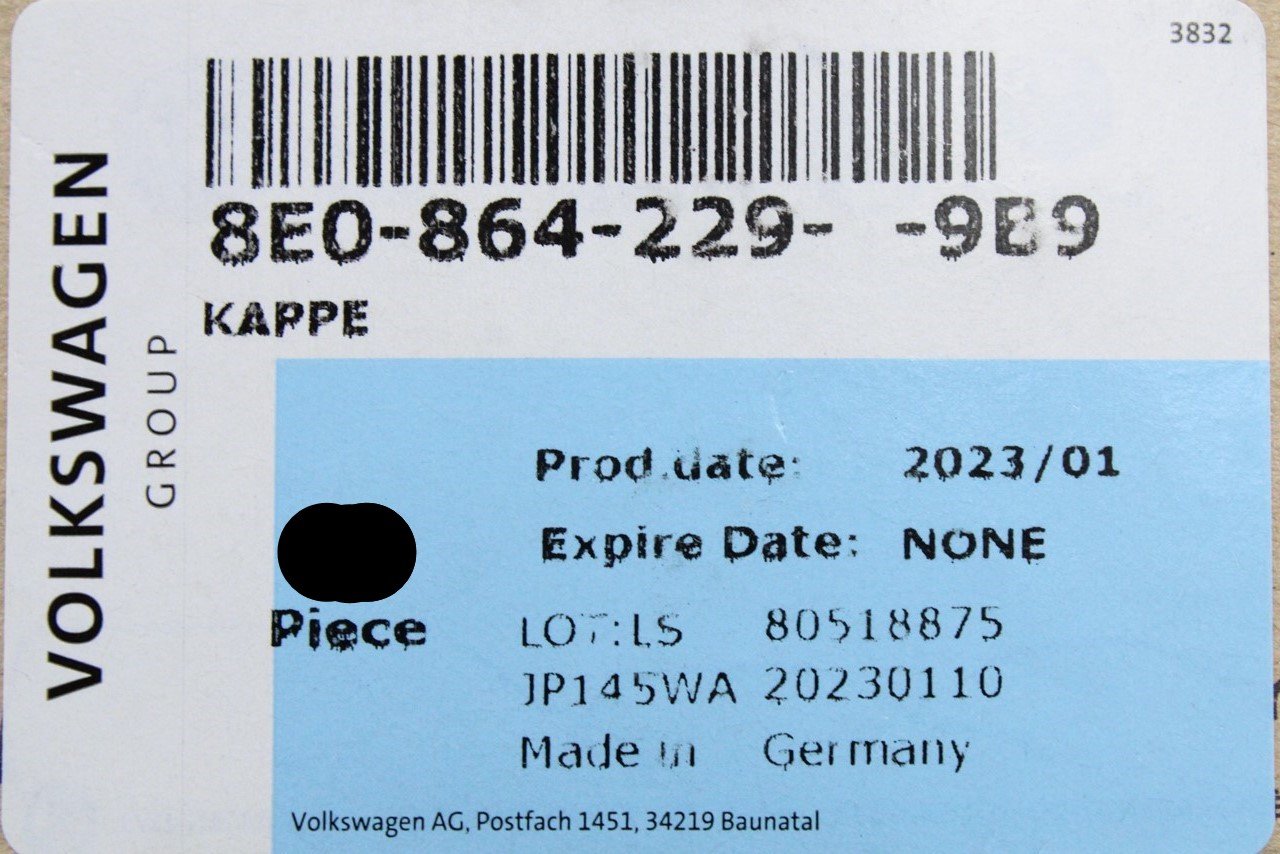 3832
VOLKSWAGEN
GROUP
8E0-864-229- -9B9
KAPPE
Prod.date: 2023/01
Expire Date: NONE
Piece
LOT:LS 80518875
JP145WA 20230110
Made in Germany
Volkswagen AG, Postfach 1451, 34219 Baunatal